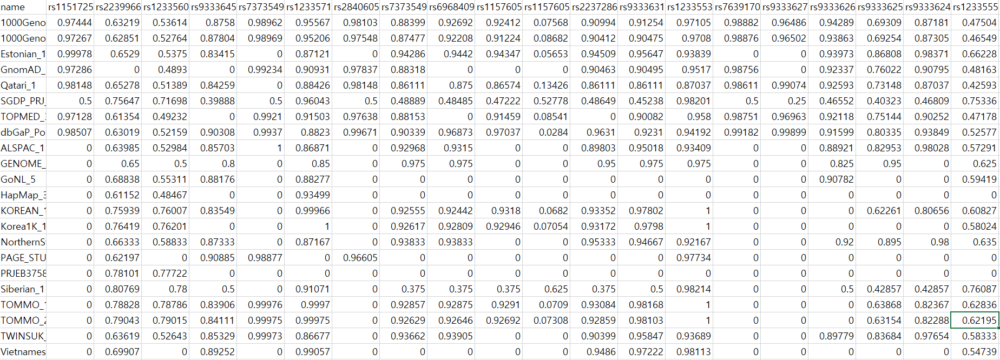 name rs1151725 rs2239966 rs1233560 rs9333645 rs7373549 rs1233571 rs2840605 rs7373549 rs6968409 rs1157605 rs1157605 rs2237286 rs9333631 rs1233553 rs7639170 rs9333627 rs9333626 rs9333625 rs9333624 rs1233555
1000Geno 0.97444 0.63219 0.53614 0.8758 0.98962 0.95567 0.98103 0.88399 0.92692 0.92412 0.07568 0.90994 0.91254 0.97105 0.98882 0.96486 0.94289 0.69309 0.87181 0.47504
1000Geno 0.97267 0.62851 0.52764 0.87804 0.98969 0.95206 0.97548 0.87477 0.92208 0.91224 0.08682 0.90412 0.90475 0.9708 0.98876 0.96502 0.93863 0.69254 0.87305 0.46549
Estonian_1 0.99978 0.6529 0.5375 0.83415 0 0.87121 0 0.94286 0.9442 0.94347 0.05653 0.94509 0.95647 0.93839 0 0 0.93973 0.86808 0.98371 0.66228
GnomAD_ 0.97286 0 0.4893 0 0.99234 0.90931 0.97837 0.88318 0 0 0 0.90463 0.90495 0.9517 0.98756 0 0.92337 0.76022 0.90795 0.48163
Qatari_1 0.98148 0.65278 0.51389 0.84259 0 0.88426 0.98148 0.86111 0.875 0.86574 0.13426 0.86111 0.86111 0.87037 0.98611 0.99074 0.92593 0.73148 0.87037 0.42593
SGDP_PRJ_ 0.5 0.75647 0.71698 0.39888 0.5 0.96043 0.5 0.48889 0.48485 0.47222 0.52778 0.48649 0.45238 0.98201 0.5 0.25 0.46552 0.40323 0.46809 0.75336
TOPMED_3 0.97128 0.61354 0.49232 0 0.9921 0.91503 0.97638 0.88153 0 0.91459 0.08541 0 0.90082 0.958 0.98751 0.96963 0.92118 0.75144 0.90252 0.47178
dbGaP_Po 0.98507 0.63019 0.52159 0.90308 0.9937 0.8823 0.99671 0.90339 0.96873 0.97037 0.0284 0.9631 0.9231 0.94192 0.99182 0.99899 0.91599 0.80335 0.93849 0.52577
ALSPAC_1 0 0.63985 0.52984 0.85703 1 0.86871 0 0.92968 0.9315 0 0 0.89803 0.95018 0.93409 0 0 0.88921 0.82953 0.98028 0.57291
GENOME_ 0 0.65 0.5 0.8 0 0.85 0 0.975 0.975 0 0 0.95 0.975 0.975 0 0 0.825 0.95 0 0.625
GoNL_5 0 0.68838 0.55311 0.88176 0 0.88277 0 0 0 0 0 0 0 0 0 0 0.90782 0 0 0.59419
HapMap_3 0 0.61152 0.48467 0 0 0.93499 0 0 0 0 0 0 0 0 0 0 0 0 0 0
KOREAN_1 0 0.75939 0.76007 0.83549 0 0.99966 0 0.92555 0.92442 0.9318 0.0682 0.93352 0.97802 1 0 0 0 0.62261 0.80656 0.60827
Korea1K_1 0 0.76419 0.76201 0 0 1 0 0.92617 0.92809 0.92946 0.07054 0.93172 0.9798 1 0 0 0 0 0 0.58024
NorthernS 0 0.66333 0.58833 0.87333 0 0.87167 0 0.93833 0.93833 0 0 0.95333 0.94667 0.92167 0 0 0.92 0.895 0.98 0.635
PAGE_STU 0 0.62197 0 0.90885 0.98877 0 0.96605 0 0 0 0 0 0 0.97734 0 0 0 0 0 0
PRJEB3758 0 0.78101 0.77722 0 0 0 0 0 0 0 0 0 0 0 0 0 0 0 0 0
Siberian_1 0 0.80769 0.78 0.5 0 0.91071 0 0.375 0.375 0.375 0.625 0.375 0.5 0.98214 0 0 0.5 0.42857 0.42857 0.76087
TOMMO_1 0 0.78828 0.78786 0.83906 0.99976 0.9997 0 0.92857 0.92875 0.9291 0.0709 0.93084 0.98168 1 0 0 0 0.63868 0.82367 0.62836
TOMMO_2 0 0.79043 0.79015 0.84111 0.99975 0.99975 0 0.92629 0.92646 0.92692 0.07308 0.92859 0.98103 1 0 0 0 0.63154 0.82288 0.62195
TWINSUK_ 0 0.63619 0.52643 0.85329 0.99973 0.86677 0 0.93662 0.93905 0 0 0.90399 0.95847 0.93689 0 0 0.89779 0.83684 0.97654 0.58333
Vietnames 0 0.69907 0 0.89252 0 0.99057 0 0 0 0 0 0.9486 0.97222 0.98113 0 0 0 0 0 0.54739